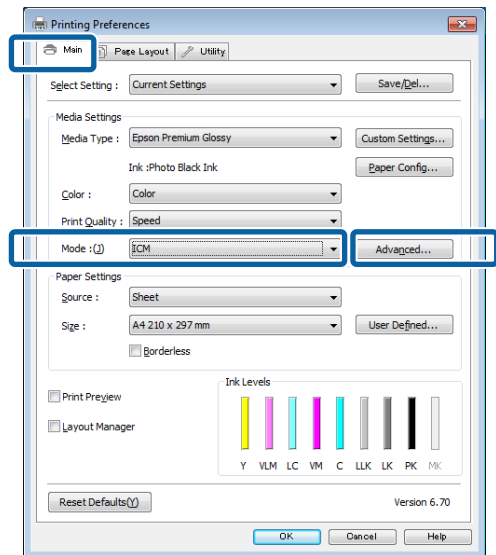 Printing Preferences
Main Page Layout Utility
Select Setting : Current Settings Save/Del...
Media Settings
Media Type : Epson Premium Glossy Custom Settings...
Ink :Photo Black Ink Paper Config...
Color : Color
Print Quality : Speed
Mode :(J) ICM Advanced...
Paper Settings
Source : Sheet
Size : A4 210 x 297 mm User Defined...
Borderless
Ink Levels
Print Preview
Layout Manager
Y VLM LC VM C LLK LK PK MK
Reset Defaults(Y) Version 6.70
OK Cancel Help